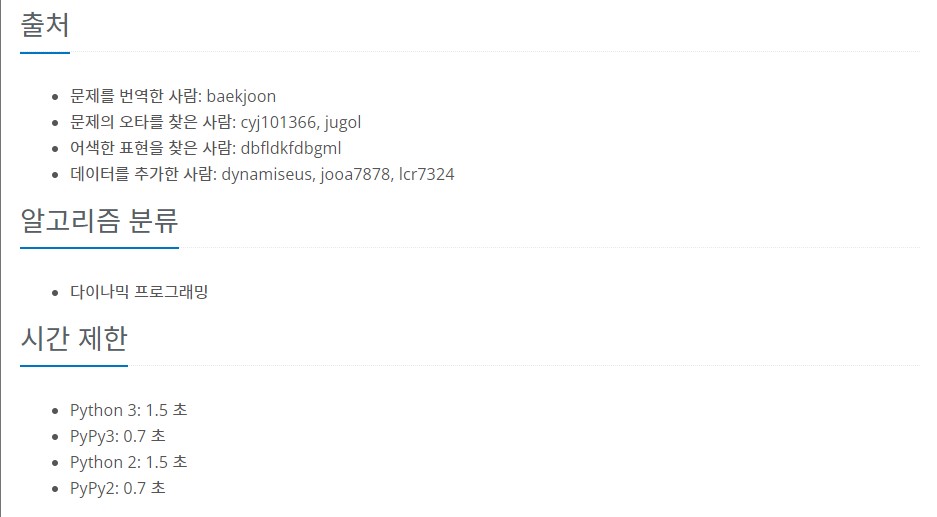 출처
문제를 번역한 사람: baekjoon
문제의 오타를 찾은 사람: cyj101366, jugol
어색한 표현을 찾은 사람: dbfldkfdbgml
데이터를 추가한 사람: dynamiseus, jooa7878, lcr7324
알고리즘 분류
다이나믹 프로그래밍
시간 제한
Python 3: 1.5 초
PyPy3: 0.7 초
Python 2: 1.5 초
PyPy2: 0.7 초